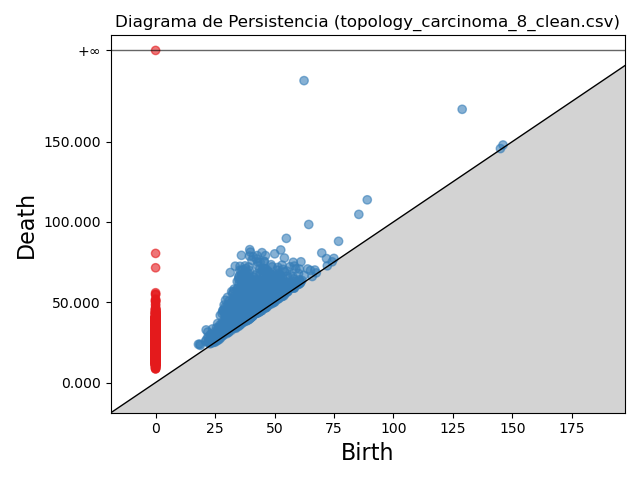 Diagrama de Persistencia (topology_carcinoma_8_clean.csv)
+∞
150.000
100.000
50.000
0.000
Death
0 25 50 75 100 125 150 175
Birth